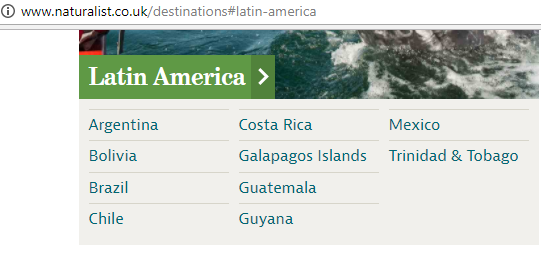 www.naturalist.co.uk/destinations#latin-america
Latin America
Argentina
Bolivia
Brazil
Chile
Costa Rica
Galapagos Islands
Guatemala
Guyana
Mexico
Trinidad & Tobago